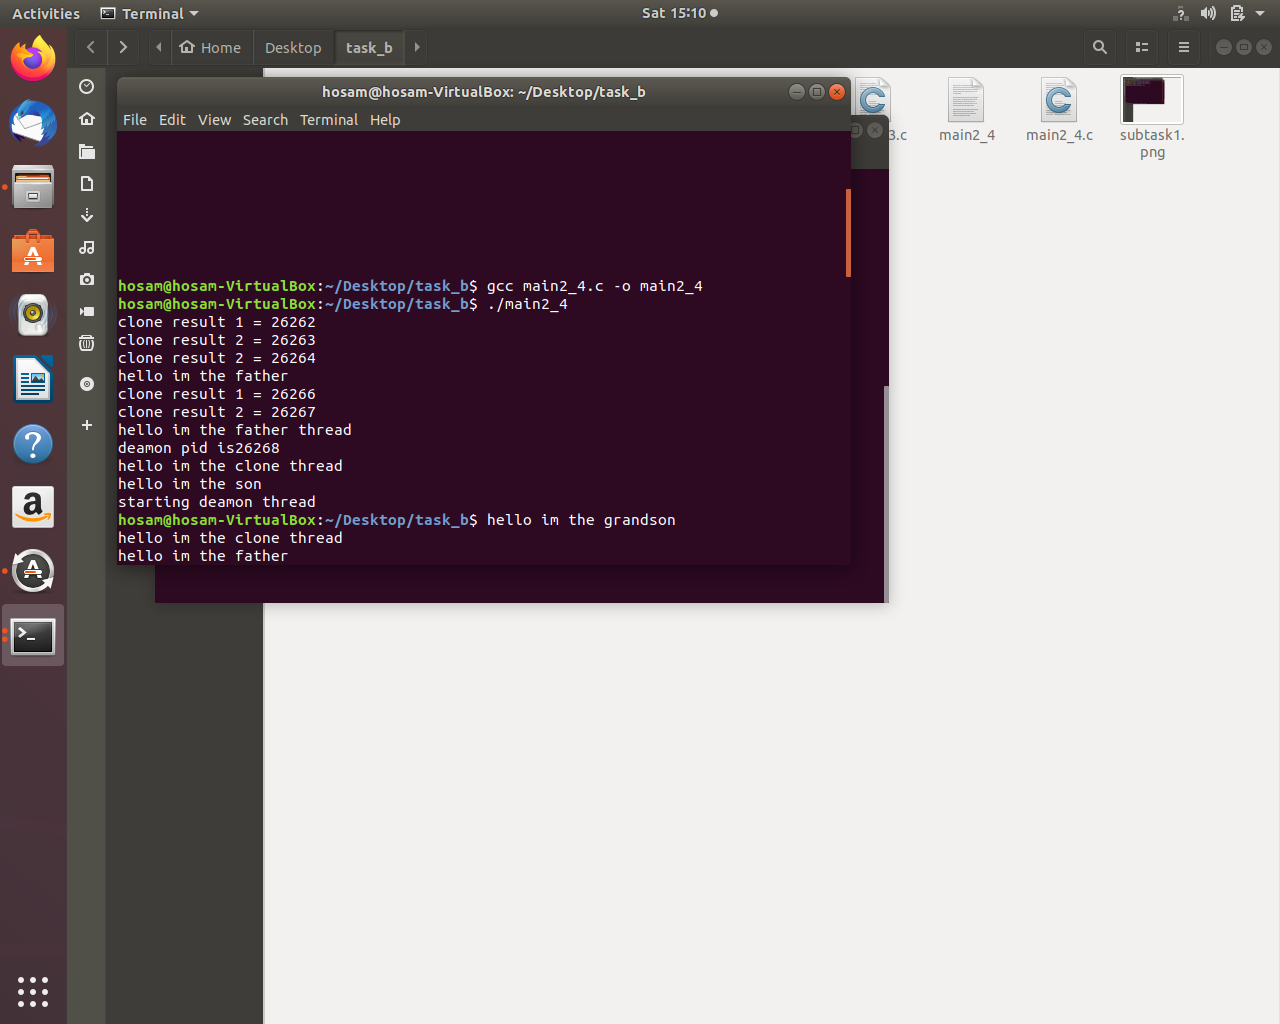 Activities Terminal Sat 15:10
Home Desktop task_b
hosam@hosam-VirtualBox: ~/Desktop/task_b
File Edit View Search Terminal Help
3.c main2_4 main2_4.c subtask1.
png
hosam@hosam-VirtualBox:~/Desktop/task_b$ gcc main2_4.c -o main2_4
hosam@hosam-VirtualBox:~/Desktop/task_b$ ./main2_4
clone result 1 = 26262
clone result 2 = 26263
clone result 2 = 26264
hello im the father
clone result 1 = 26266
clone result 2 = 26267
hello im the father thread
deamon pid is26268
hello im the clone thread
hello im the son
starting deamon thread
hosam@hosam-VirtualBox:~/Desktop/task_b$ hello im the grandson
hello im the clone thread
hello im the father